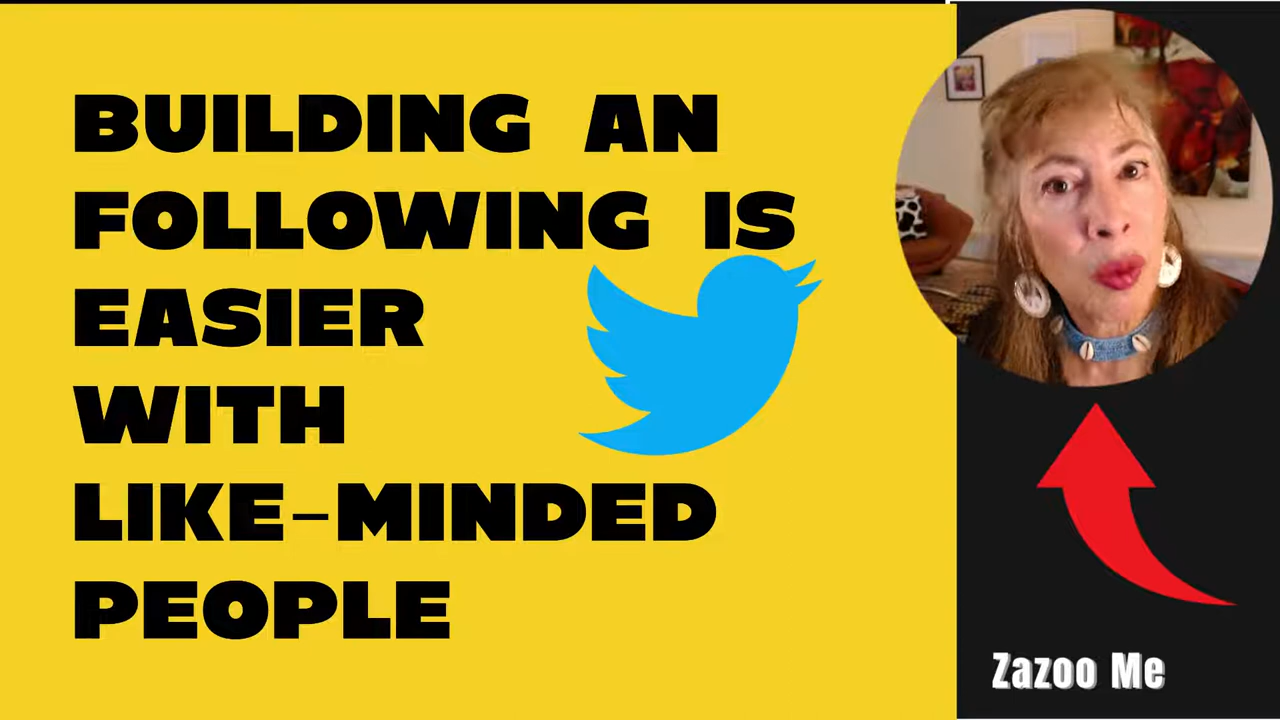 BUILDING AN
FOLLOWING IS
EASIER
WITH
LIKE-MINDED
PEOPLE
Zazoo Me